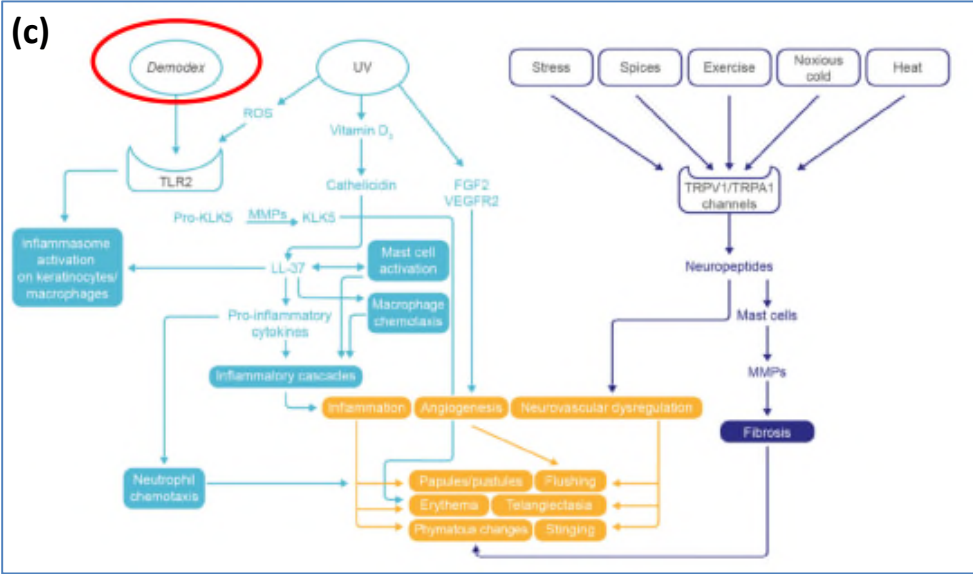 (c)
Demodex
UV
Stress
Spices
Exercise
Noxious
cold
Heat
ROS
Vitamin D3
TLR2
Cathelicidin
FGF2
VEGFR2
TRPV1/TRPA1
channels
Pro-KLK5
MMPs
KLK5
Inflammasome
activation
on keratinocytes/
macrophages
LL-37
Mast cell
activation
Neuropeptides
Macrophage
chemotaxis
Pro-inflammatory
cytokines
Mast cells
Inflammatory cascades
MMPs
Inflammation
Angiogenesis
Neurovascular dysregulation
Fibrosis
Neutrophil
chemotaxis
Papules/pustules
Flushing
Erythema
Telangiectasia
Phymatous changes
Stinging